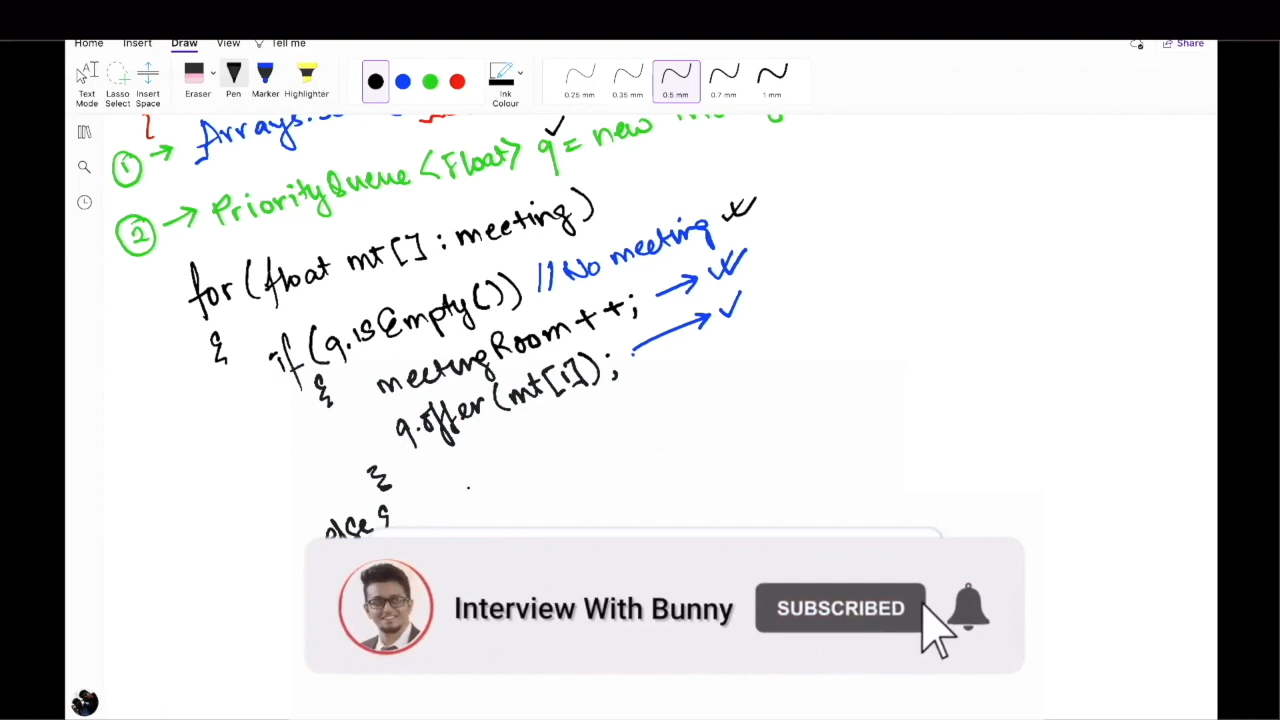 Home Insert Draw View Tell me Share
Text Mode Lasso Select Insert Space Eraser Pen Marker Highlighter Ink Colour 0.25 mm 0.35 mm 0.5 mm 0.7 mm 1 mm
① →
② → PriorityQueue <Float> q = new
for (float mt[] : meeting)
{ if (q.isEmpty()) // No meeting
{ meetingRoom++; →
q.offer(mt[1]); →
}
else {
Interview With Bunny SUBSCRIBED